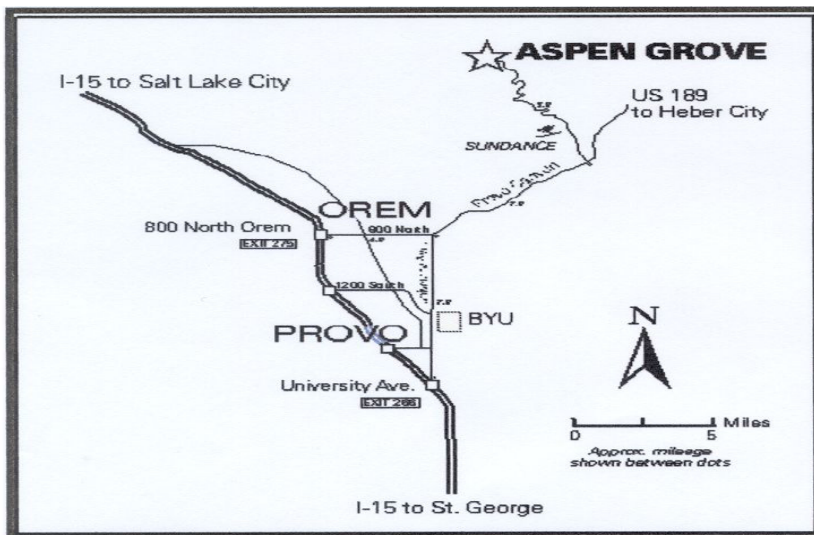 ASPEN GROVE
I-15 to Salt Lake City
US 189
to Heber City
SUNDANCE
Provo Canyon
OREM
800 North Orem
800 North
EXIT 275
1200 South
PROVO
BYU
N
University Ave.
EXIT 266
Miles
0
5
Approx. mileage
shown between dots
I-15 to St. George